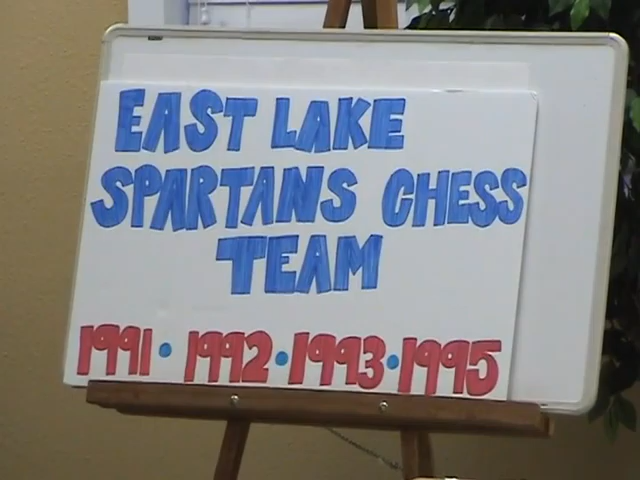 EAST LAKE
SPARTANS CHESS
TEAM
1991 • 1992 • 1993 • 1995